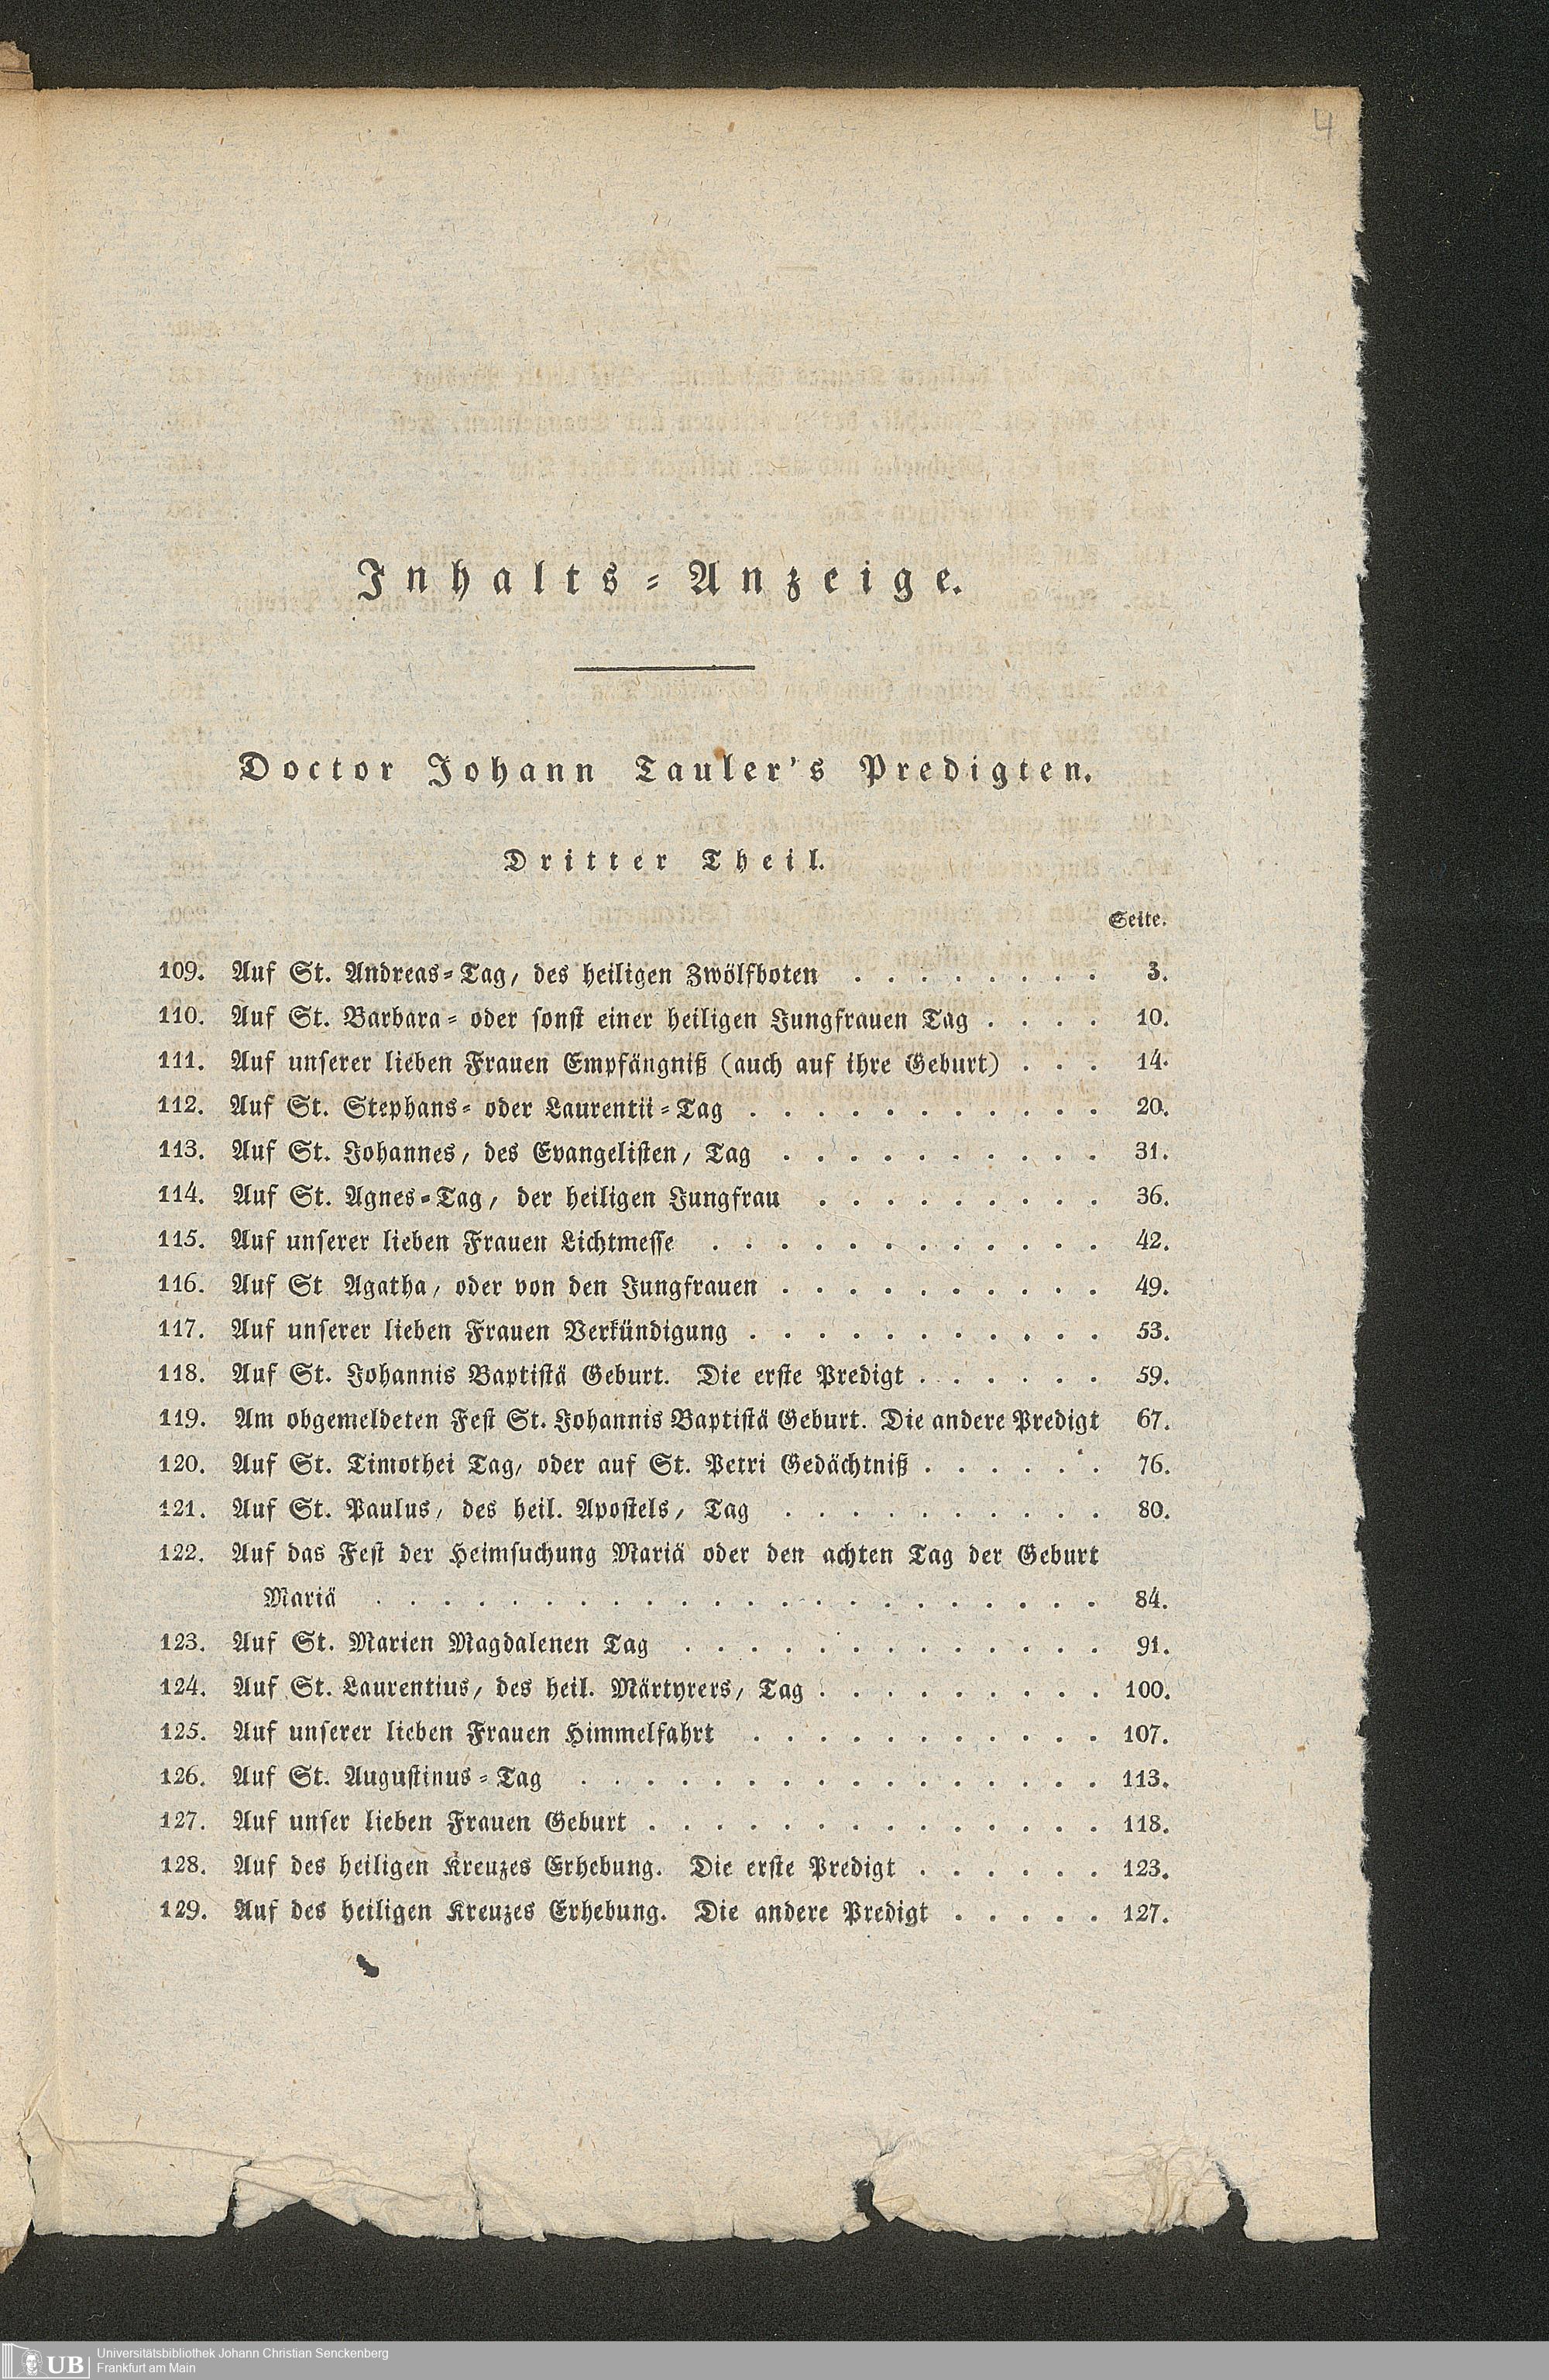 4
Inhalts-Anzeige.
Doctor Johann Tauler's Predigten.
Dritter Theil.
Seite.
109. Auf St. Andreas-Tag, des heiligen Zwölfboten . . . . . . . . 3.
110. Auf St. Barbara- oder sonst einer heiligen Jungfrauen Tag . . . . 10.
111. Auf unserer lieben Frauen Empfängniß (auch auf ihre Geburt) . . . 14.
112. Auf St. Stephans- oder Laurentii-Tag . . . . . . . . . . . 20.
113. Auf St. Johannes, des Evangelisten, Tag . . . . . . . . . . 31.
114. Auf St. Agnes-Tag, der heiligen Jungfrau . . . . . . . . . 36.
115. Auf unserer lieben Frauen Lichtmesse . . . . . . . . . . . . 42.
116. Auf St Agatha, oder von den Jungfrauen . . . . . . . . . . 49.
117. Auf unserer lieben Frauen Verkündigung . . . . . . . . . . . 53.
118. Auf St. Johannis Baptistä Geburt. Die erste Predigt . . . . . . 59.
119. Am obgemeldeten Fest St. Johannis Baptistä Geburt. Die andere Predigt 67.
120. Auf St. Timothei Tag, oder auf St. Petri Gedächtniß . . . . . . 76.
121. Auf St. Paulus, des heil. Apostels, Tag . . . . . . . . . . 80.
122. Auf das Fest der Heimsuchung Mariä oder den achten Tag der Geburt
Mariä . . . . . . . . . . . . . . . . . . . . . . 84.
123. Auf St. Marien Magdalenen Tag . . . . . . . . . . . . . 91.
124. Auf St. Laurentius, des heil. Märtyrers, Tag . . . . . . . . . 100.
125. Auf unserer lieben Frauen Himmelfahrt . . . . . . . . . . . 107.
126. Auf St. Augustinus-Tag . . . . . . . . . . . . . . . . 113.
127. Auf unser lieben Frauen Geburt . . . . . . . . . . . . . . 118.
128. Auf des heiligen Kreuzes Erhebung. Die erste Predigt . . . . . . 123.
129. Auf des heiligen Kreuzes Erhebung. Die andere Predigt . . . . . 127.
UB Universitätsbibliothek Johann Christian Senckenberg
Frankfurt am Main